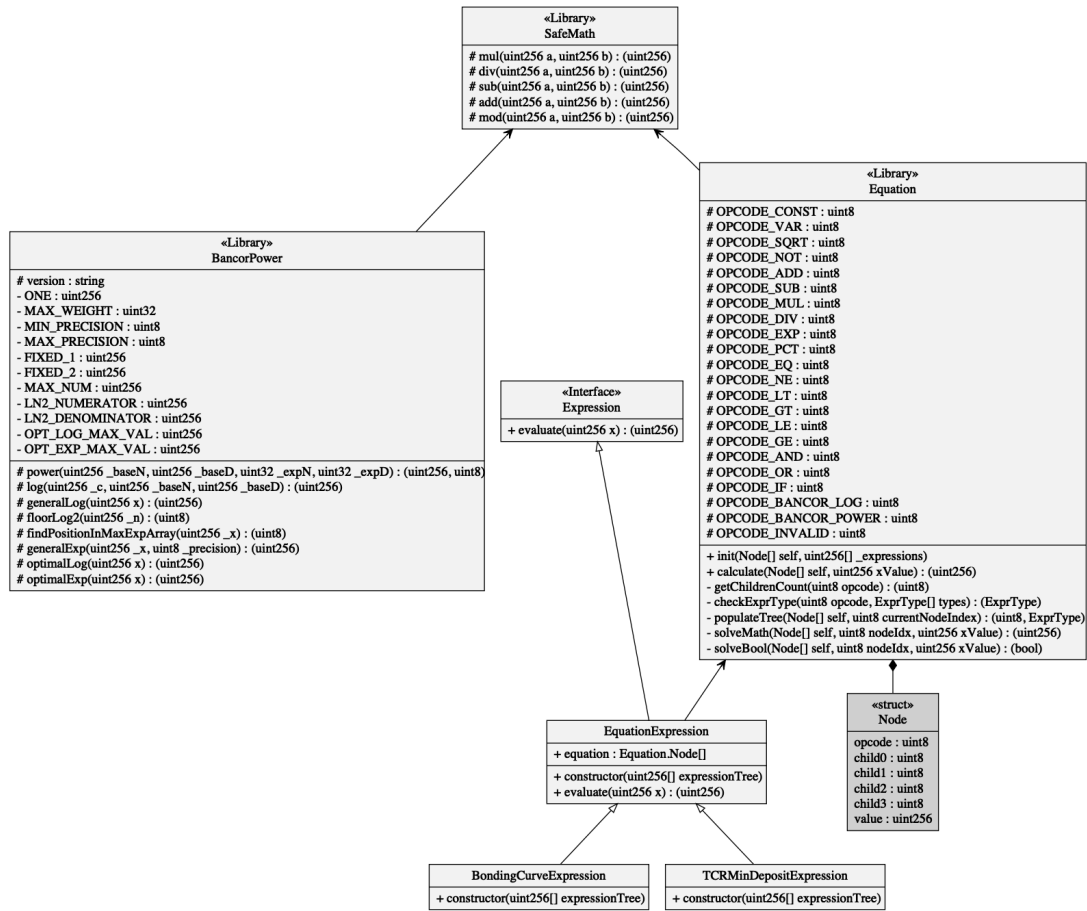 «Library»
SafeMath
# mul(uint256 a, uint256 b) : (uint256)
# div(uint256 a, uint256 b) : (uint256)
# sub(uint256 a, uint256 b) : (uint256)
# add(uint256 a, uint256 b) : (uint256)
# mod(uint256 a, uint256 b) : (uint256)
«Library»
BancorPower
# version : string
- ONE : uint256
- MAX_WEIGHT : uint32
- MIN_PRECISION : uint8
- MAX_PRECISION : uint8
- FIXED_1 : uint256
- FIXED_2 : uint256
- MAX_NUM : uint256
- LN2_NUMERATOR : uint256
- LN2_DENOMINATOR : uint256
- OPT_LOG_MAX_VAL : uint256
- OPT_EXP_MAX_VAL : uint256
# power(uint256 _baseN, uint256 _baseD, uint32 _expN, uint32 _expD) : (uint256, uint8)
# log(uint256 _c, uint256 _baseN, uint256 _baseD) : (uint256)
# generalLog(uint256 x) : (uint256)
# floorLog2(uint256 _n) : (uint8)
# findPositionInMaxExpArray(uint256 _x) : (uint8)
# generalExp(uint256 _x, uint8 _precision) : (uint256)
# optimalLog(uint256 x) : (uint256)
# optimalExp(uint256 x) : (uint256)
«Library»
Equation
# OPCODE_CONST : uint8
# OPCODE_VAR : uint8
# OPCODE_SQRT : uint8
# OPCODE_NOT : uint8
# OPCODE_ADD : uint8
# OPCODE_SUB : uint8
# OPCODE_MUL : uint8
# OPCODE_DIV : uint8
# OPCODE_EXP : uint8
# OPCODE_PCT : uint8
# OPCODE_EQ : uint8
# OPCODE_NE : uint8
# OPCODE_LT : uint8
# OPCODE_GT : uint8
# OPCODE_LE : uint8
# OPCODE_GE : uint8
# OPCODE_AND : uint8
# OPCODE_OR : uint8
# OPCODE_IF : uint8
# OPCODE_BANCOR_LOG : uint8
# OPCODE_BANCOR_POWER : uint8
# OPCODE_INVALID : uint8
+ init(Node[] self, uint256[] _expressions)
+ calculate(Node[] self, uint256 xValue) : (uint256)
- getChildrenCount(uint8 opcode) : (uint8)
- checkExprType(uint8 opcode, ExprType[] types) : (ExprType)
- populateTree(Node[] self, uint8 currentNodeIndex) : (uint8, ExprType)
- solveMath(Node[] self, uint8 nodeIdx, uint256 xValue) : (uint256)
- solveBool(Node[] self, uint8 nodeIdx, uint256 xValue) : (bool)
«Interface»
Expression
+ evaluate(uint256 x) : (uint256)
EquationExpression
+ equation : Equation.Node[]
+ constructor(uint256[] expressionTree)
+ evaluate(uint256 x) : (uint256)
«struct»
Node
opcode : uint8
child0 : uint8
child1 : uint8
child2 : uint8
child3 : uint8
value : uint256
BondingCurveExpression
+ constructor(uint256[] expressionTree)
TCRMinDepositExpression
+ constructor(uint256[] expressionTree)